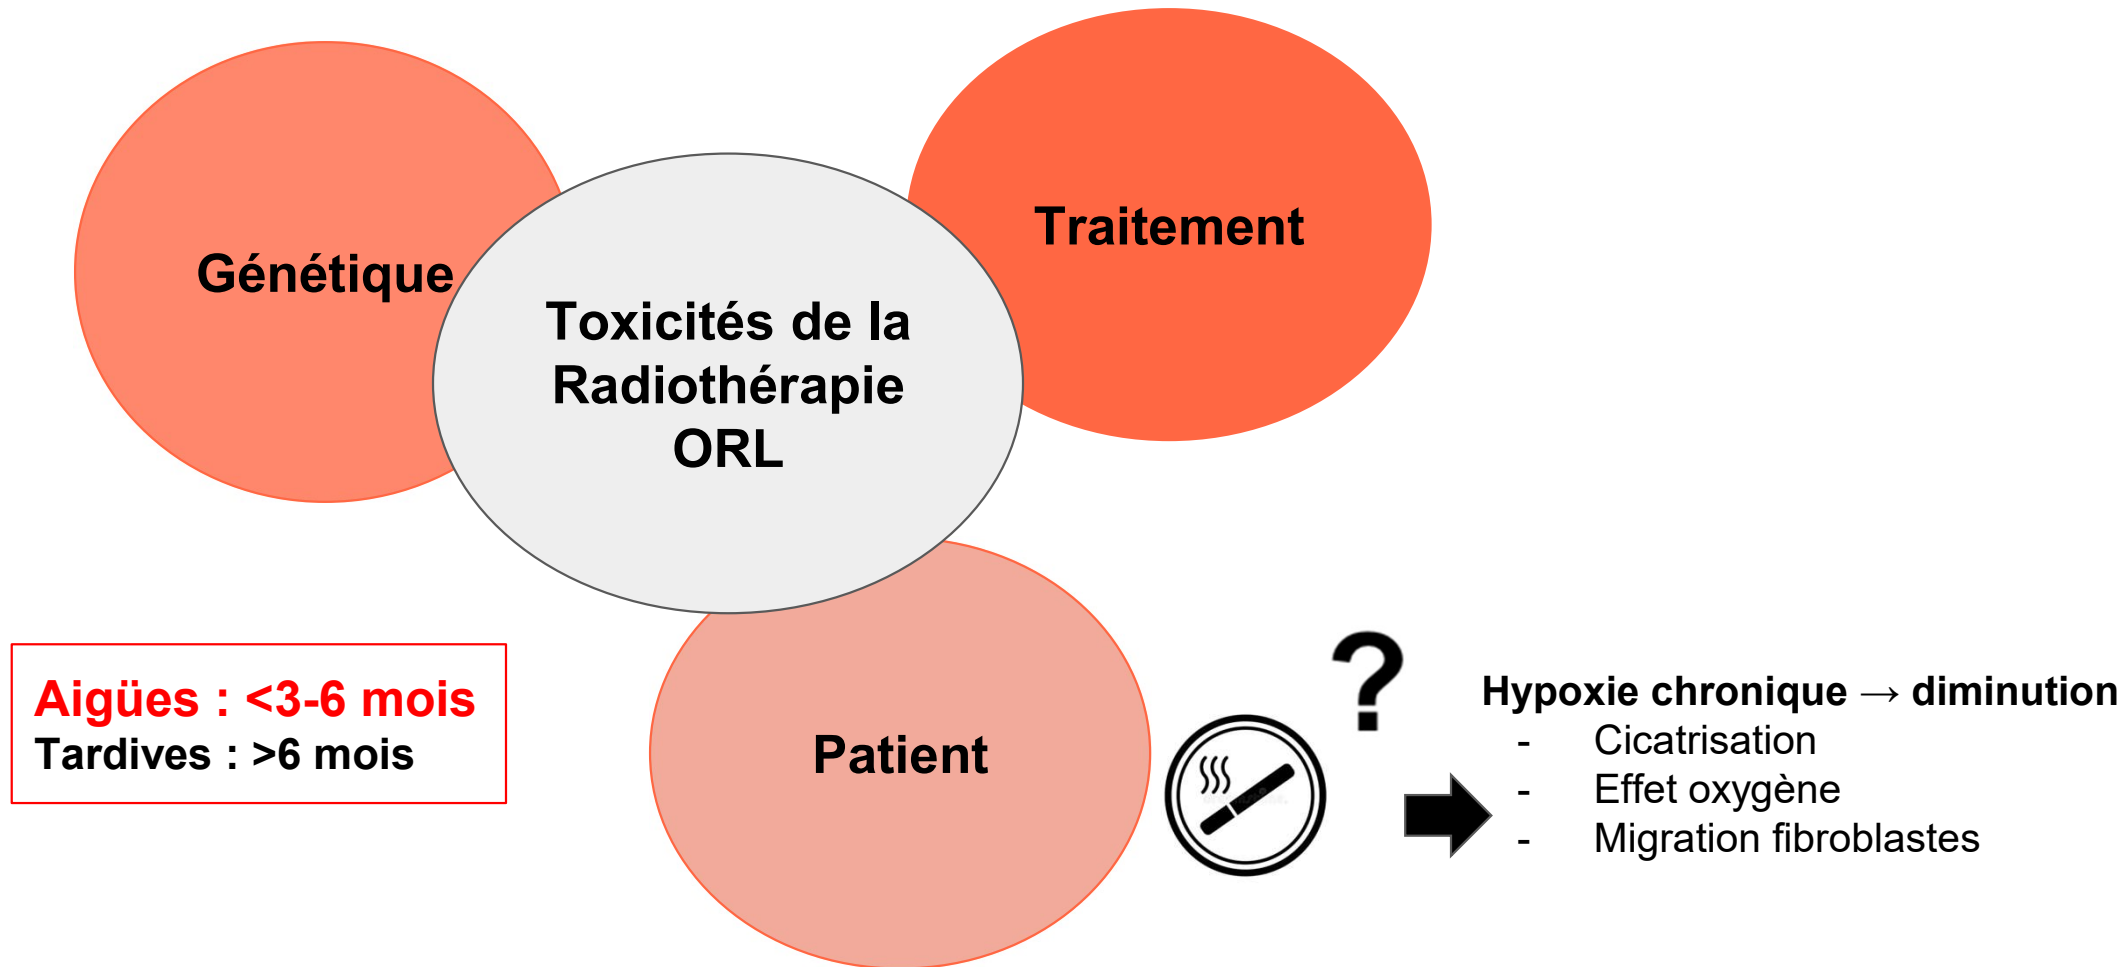 Génétique
Traitement
Toxicités de la
Radiothérapie
ORL
Patient
Aigües : <3-6 mois
Tardives : >6 mois
?
Hypoxie chronique → diminution
- Cicatrisation
- Effet oxygène
- Migration fibroblastes